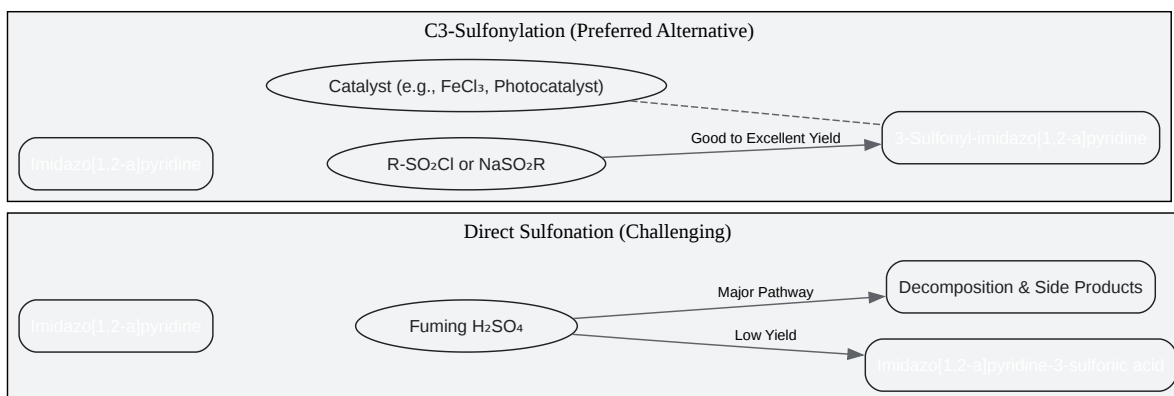 C3-Sulfonylation (Preferred Alternative)
Catalyst (e.g., FeCl₃, Photocatalyst)
Imidazo[1,2-a]pyridine
R-SO₂Cl or NaSO₂R
Good to Excellent Yield
3-Sulfonyl-imidazo[1,2-a]pyridine
Direct Sulfonation (Challenging)
Imidazo[1,2-a]pyridine
Fuming H₂SO₄
Major Pathway
Decomposition & Side Products
Low Yield
Imidazo[1,2-a]pyridine-3-sulfonic acid